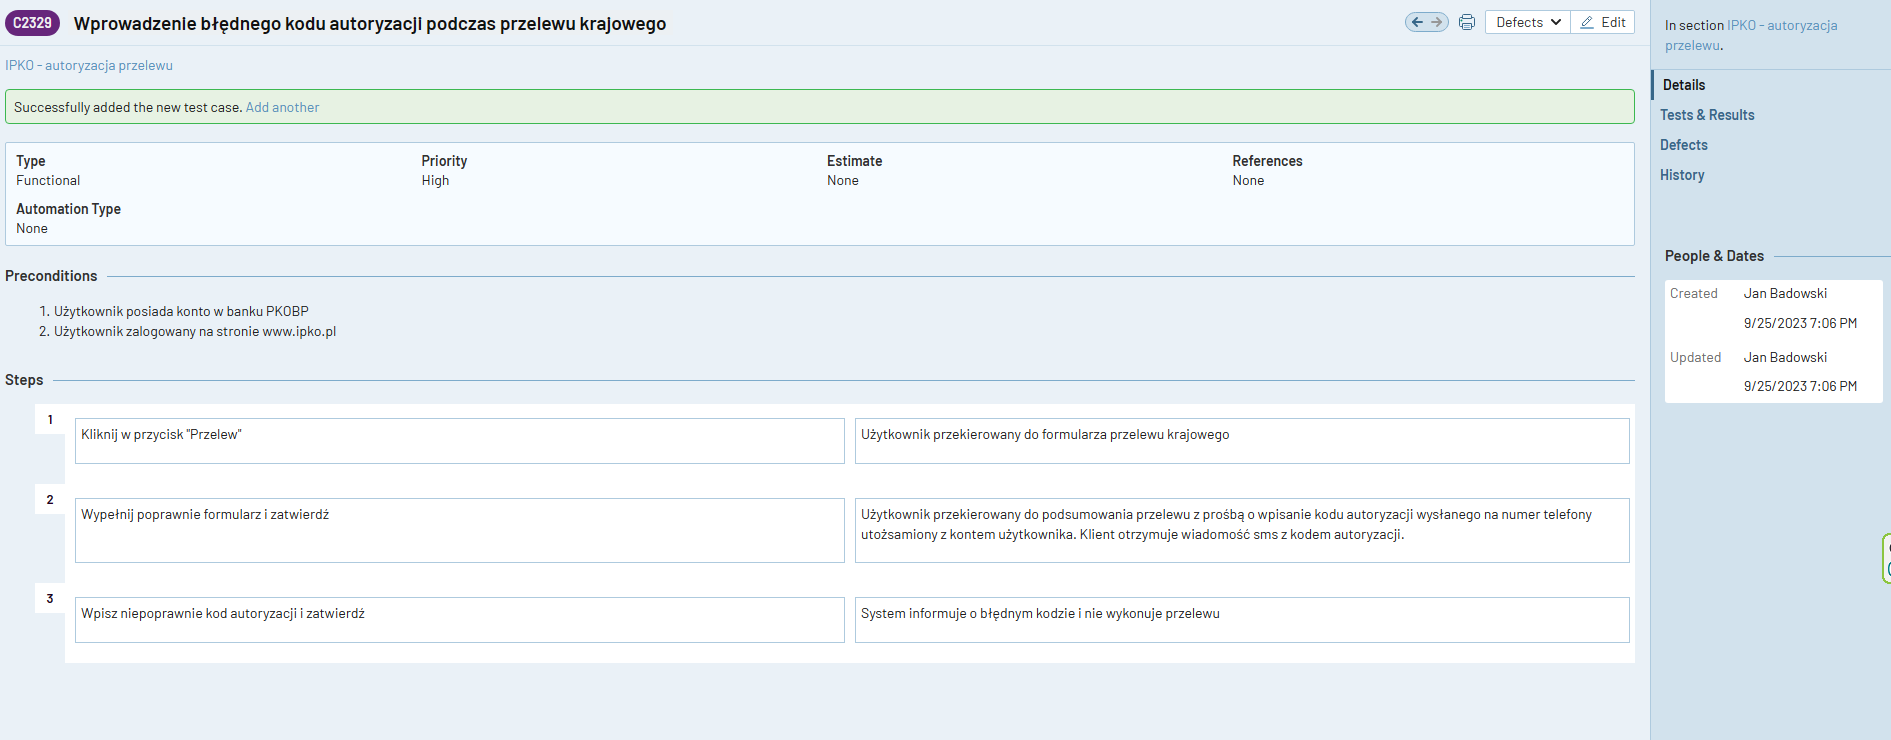 C2329 Wprowadzenie błędnego kodu autoryzacji podczas przelewu krajowego
Defects Edit
IPKO - autoryzacja przelewu
Successfully added the new test case. Add another
Type Priority Estimate References
Functional High None None
Automation Type
None
Preconditions
1. Użytkownik posiada konto w banku PKOBP
2. Użytkownik zalogowany na stronie www.ipko.pl
Steps
1
Kliknij w przycisk "Przelew"
Użytkownik przekierowany do formularza przelewu krajowego
2
Wypełnij poprawnie formularz i zatwierdź
Użytkownik przekierowany do podsumowania przelewu z prośbą o wpisanie kodu autoryzacji wysłanego na numer telefony
utożsamiony z kontem użytkownika. Klient otrzymuje wiadomość sms z kodem autoryzacji.
3
Wpisz niepoprawnie kod autoryzacji i zatwierdź
System informuje o błędnym kodzie i nie wykonuje przelewu
In section IPKO - autoryzacja
przelewu.
Details
Tests & Results
Defects
History
People & Dates
Created Jan Badowski
9/25/2023 7:06 PM
Updated Jan Badowski
9/25/2023 7:06 PM